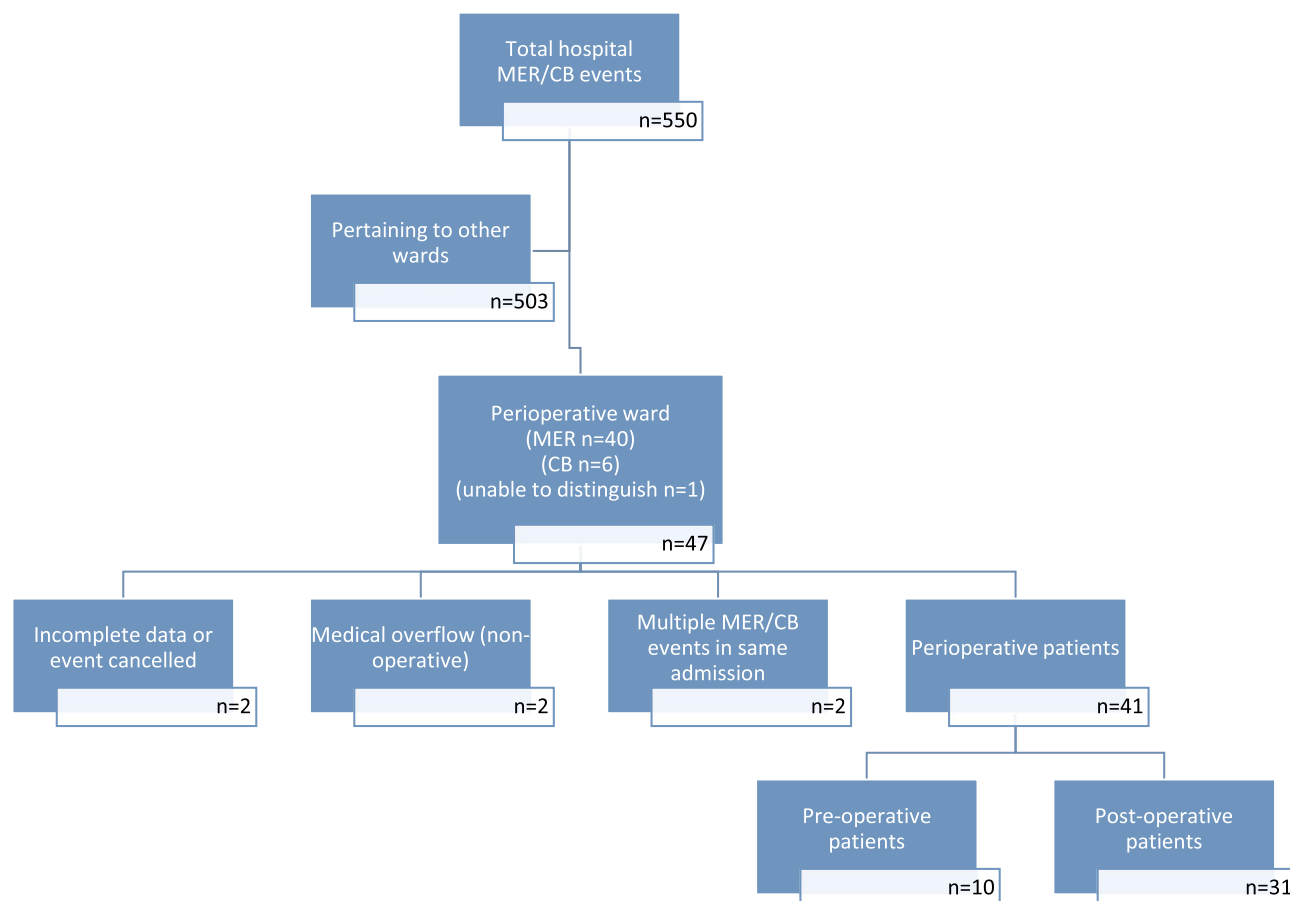 Total hospital
MER/CB events
n=550
Pertaining to other
wards
n=503
Perioperative ward
(MER n=40)
(CB n=6)
(unable to distinguish n=1)
n=47
Incomplete data or
event cancelled
n=2
Medical overflow (non-
operative)
n=2
Multiple MER/CB
events in same
admission
n=2
Perioperative patients
n=41
Pre-operative
patients
n=10
Post-operative
patients
n=31